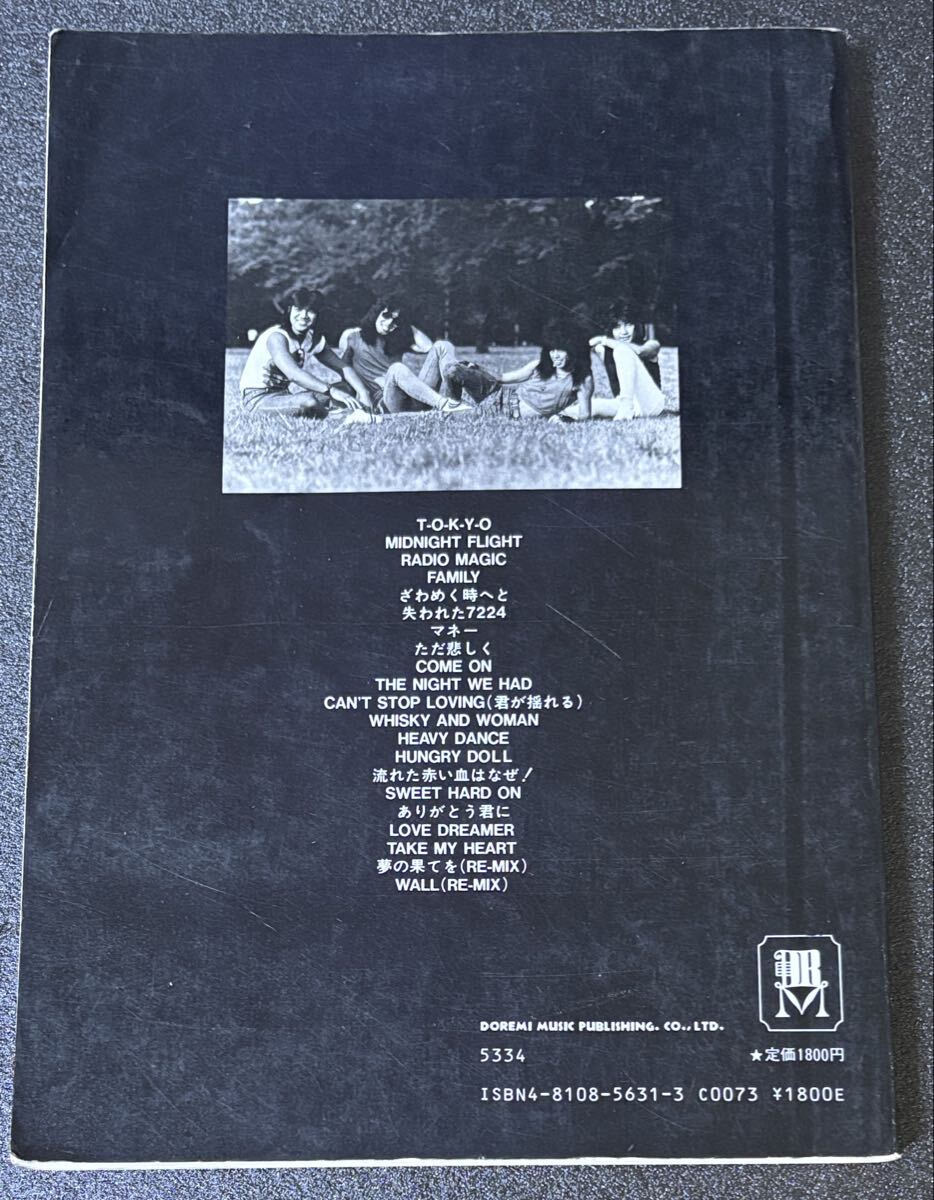 T-O-K-Y-O
MIDNIGHT FLIGHT
RADIO MAGIC
FAMILY
ざわめく時へと
失われた7224
マネー
ただ悲しく
COME ON
THE NIGHT WE HAD
CAN'T STOP LOVING(君が揺れる)
WHISKY AND WOMAN
HEAVY DANCE
HUNGRY DOLL
流れた赤い血はなぜ!
SWEET HARD ON
ありがとう君に
LOVE DREAMER
TAKE MY HEART
夢の果てを(RE-MIX)
WALL(RE-MIX)
DRM
DOREMI MUSIC PUBLISHING. CO., LTD.
5334
★定価1800円
ISBN4-8108-5631-3 C0073 ¥1800E